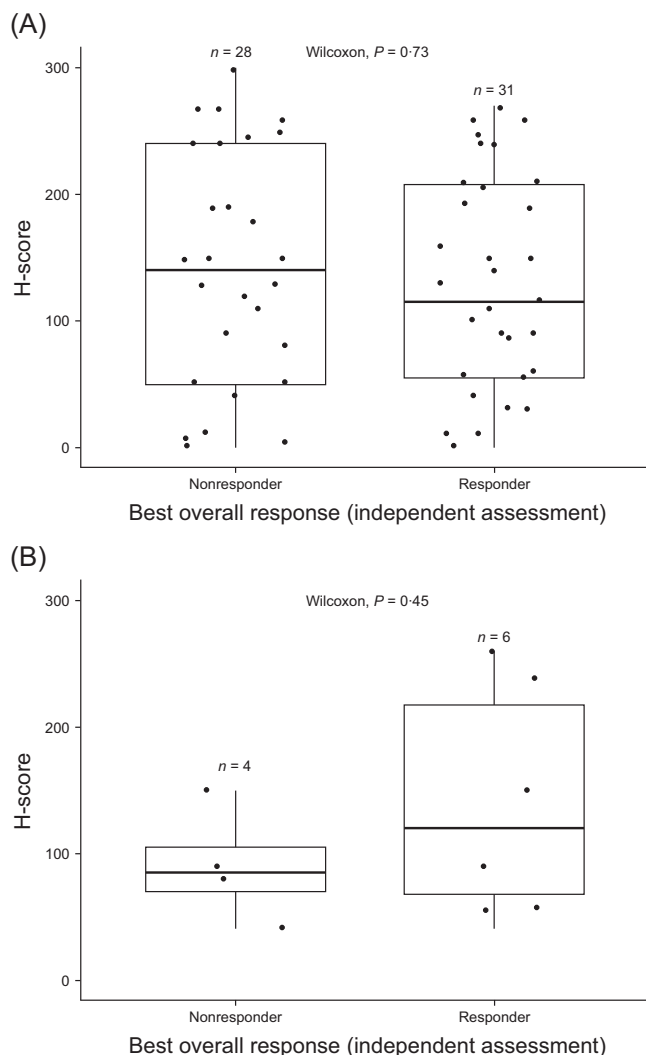 (A)
n = 28
Wilcoxon, P = 0·73
n = 31
300
200
100
0
H-score
Nonresponder
Responder
Best overall response (independent assessment)
(B)
300
Wilcoxon, P = 0·45
n = 6
200
n = 4
100
0
H-score
Nonresponder
Responder
Best overall response (independent assessment)